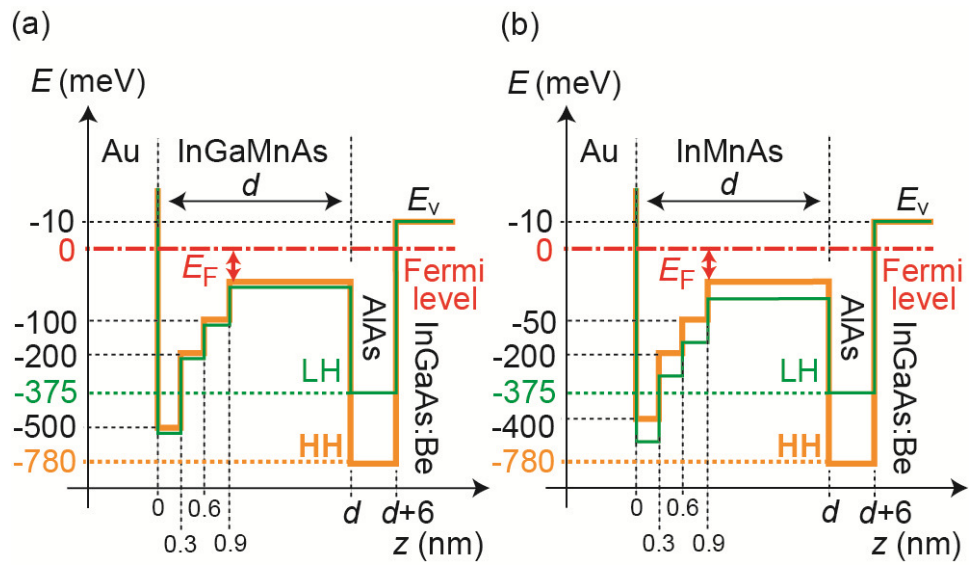 (a)
E (meV)
Au
InGaMnAs
d
Ev
-10
0
EF
Fermi
level
-100
-200
LH
-375
-500
HH
-780
AlAs
InGaAs:Be
0
0.3
0.6
0.9
d
d+6
z (nm)
(b)
E (meV)
Au
InMnAs
d
Ev
-10
0
EF
Fermi
level
-50
-200
LH
-375
-400
HH
-780
AlAs
InGaAs:Be
0
0.3
0.6
0.9
d
d+6
z (nm)